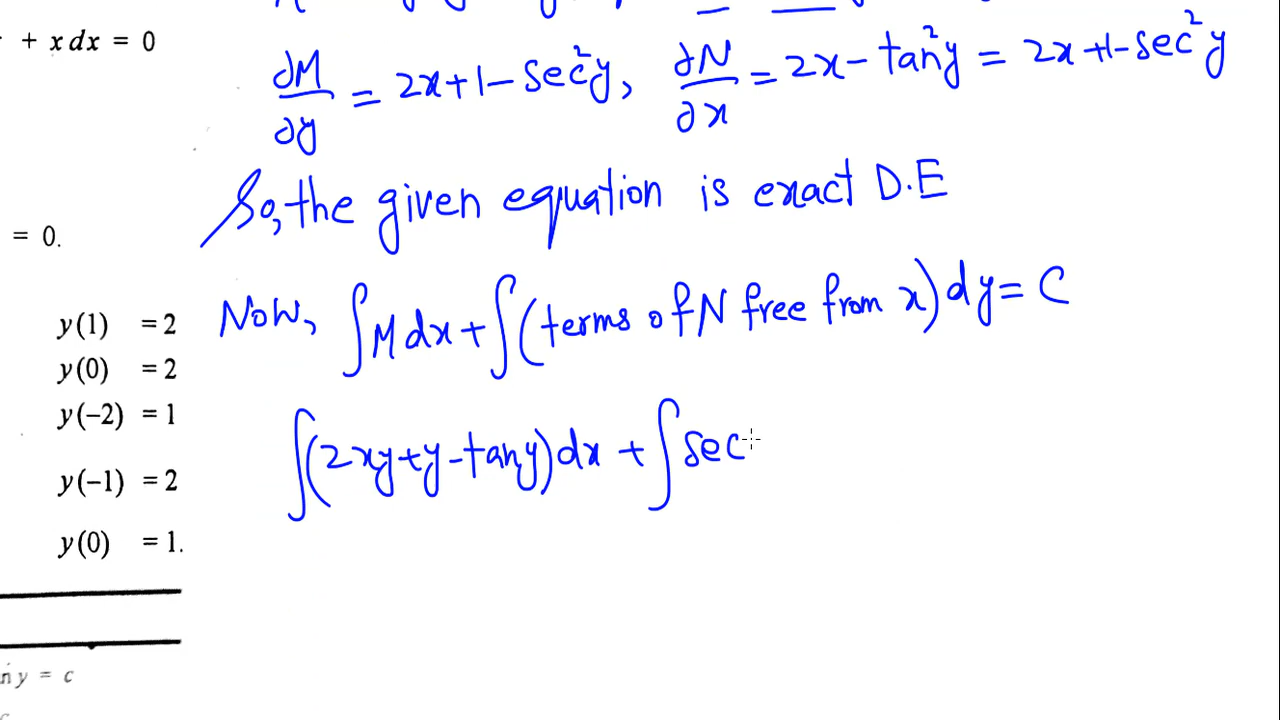 + x dx = 0
∂M/∂y = 2x+1-sec²y, ∂N/∂x = 2x-tan²y = 2x+1-sec²y
So, the given equation is exact D.E
= 0.
Now, ∫M dx + ∫(terms of N free from x) dy = C
y(1) = 2
y(0) = 2
y(−2) = 1
∫(2xy+y-tany)dx + ∫sec
y(−1) = 2
y(0) = 1.
n y = c